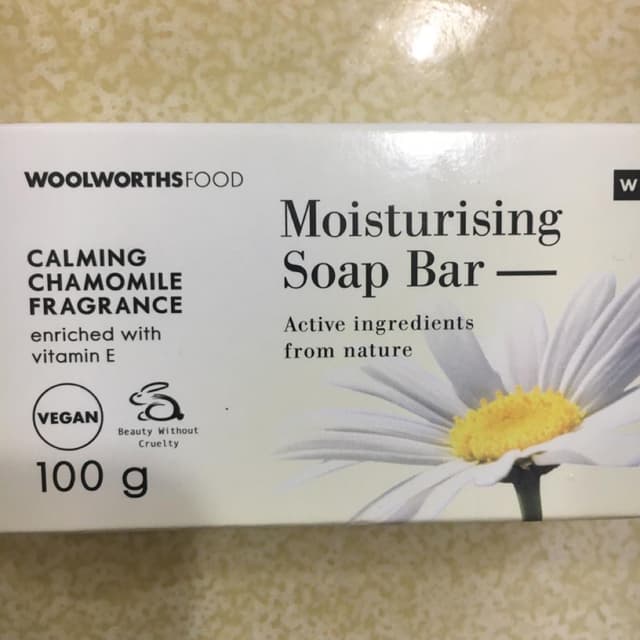 WOOLWORTHSFOOD
W
Moisturising
Soap Bar —
CALMING
CHAMOMILE
FRAGRANCE
enriched with
vitamin E
Active ingredients
from nature
VEGAN
Beauty Without
Cruelty
100 g